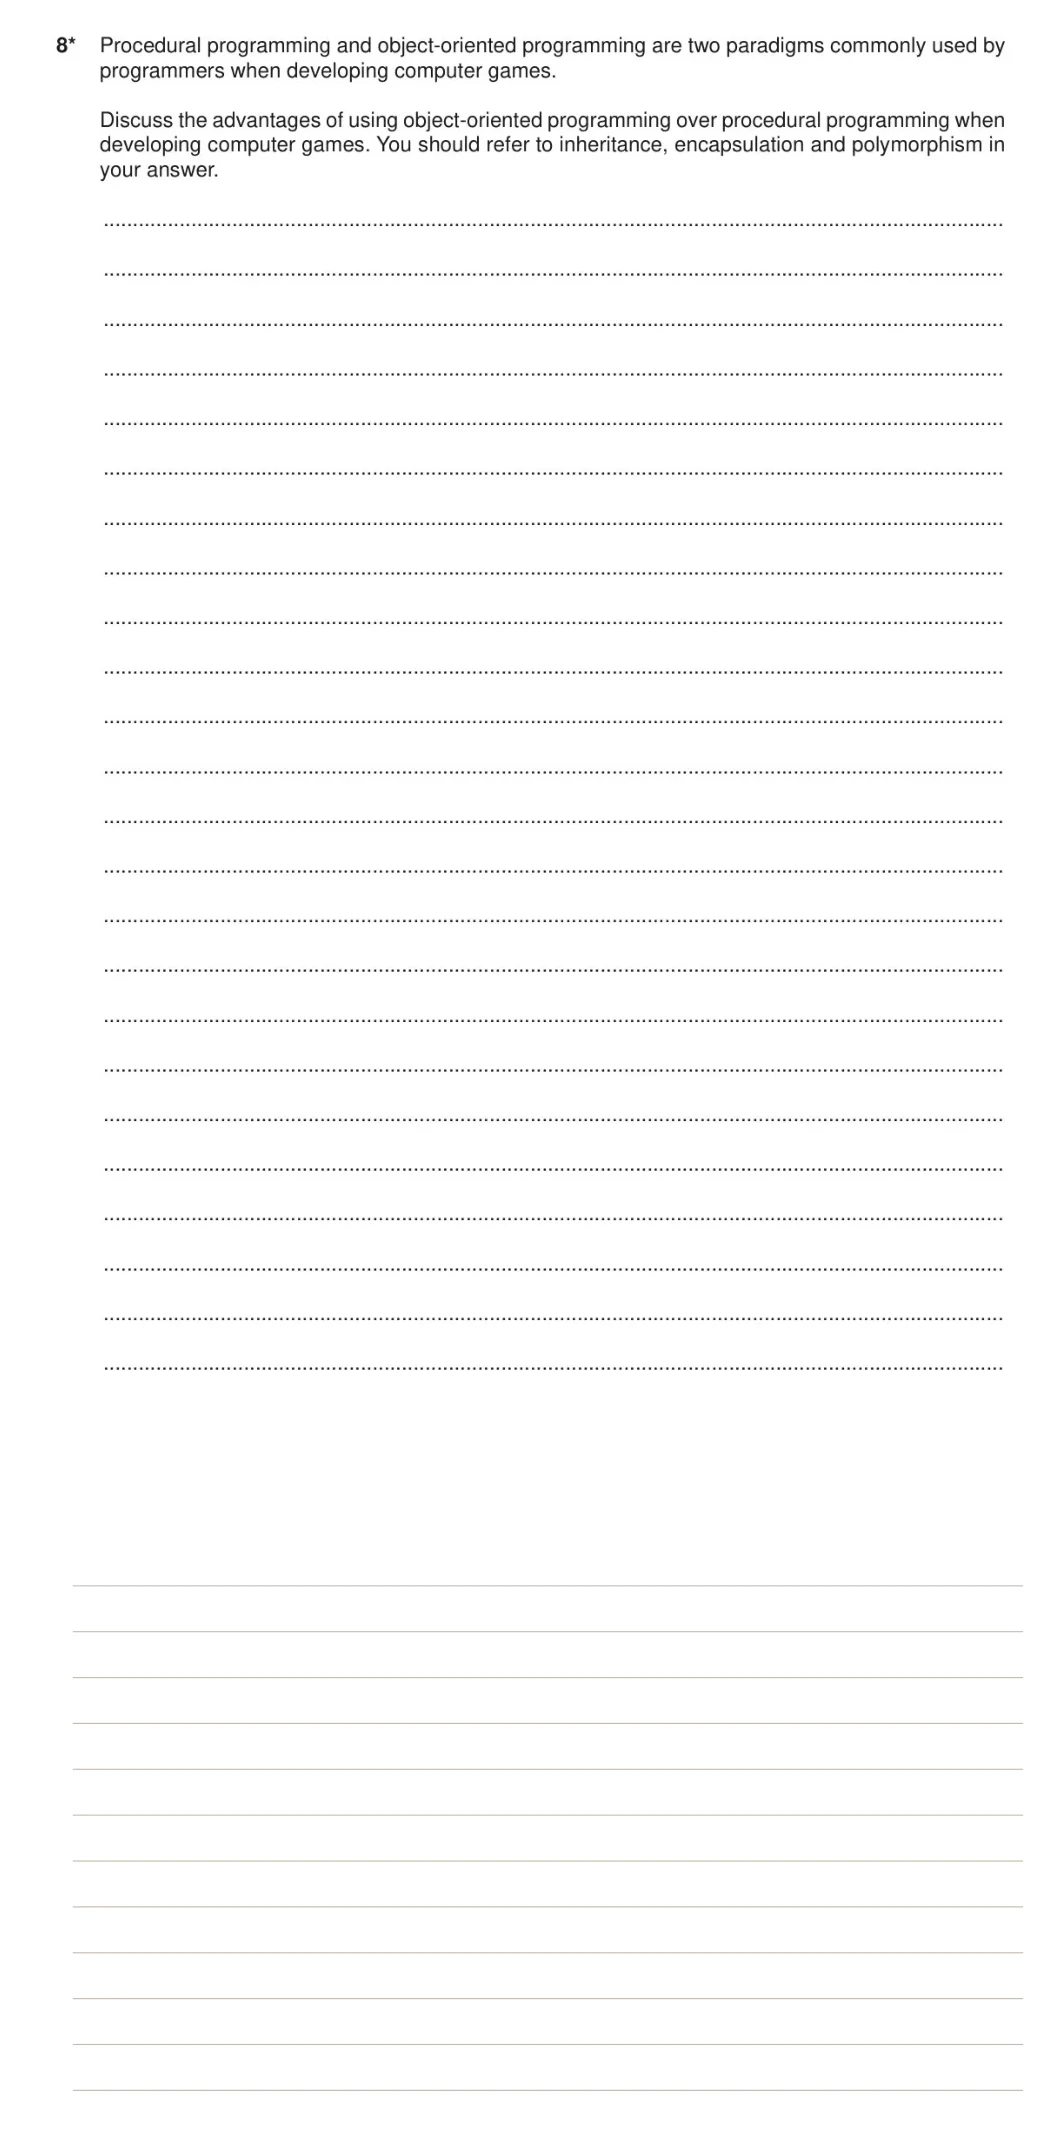 8* Procedural programming and object-oriented programming are two paradigms commonly used by
programmers when developing computer games.
Discuss the advantages of using object-oriented programming over procedural programming when
developing computer games. You should refer to inheritance, encapsulation and polymorphism in
your answer.